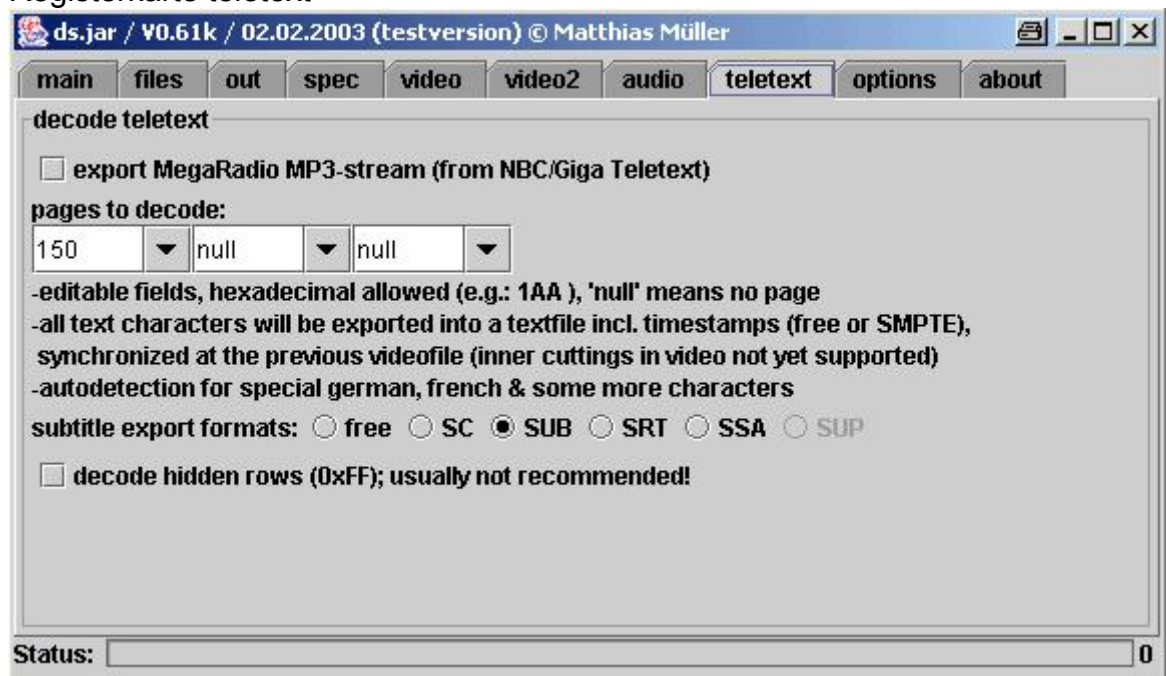 Registerkarte teletext
ds.jar / V0.61k / 02.02.2003 (testversion) © Matthias Müller
main files out spec video video2 audio teletext options about
decode teletext
export MegaRadio MP3-stream (from NBC/Giga Teletext)
pages to decode:
150 null null
-editable fields, hexadecimal allowed (e.g.: 1AA ), 'null' means no page
-all text characters will be exported into a textfile incl. timestamps (free or SMPTE),
synchronized at the previous videofile (inner cuttings in video not yet supported)
-autodetection for special german, french & some more characters
subtitle export formats: free SC SUB SRT SSA SUP
decode hidden rows (0xFF); usually not recommended!
Status: 0